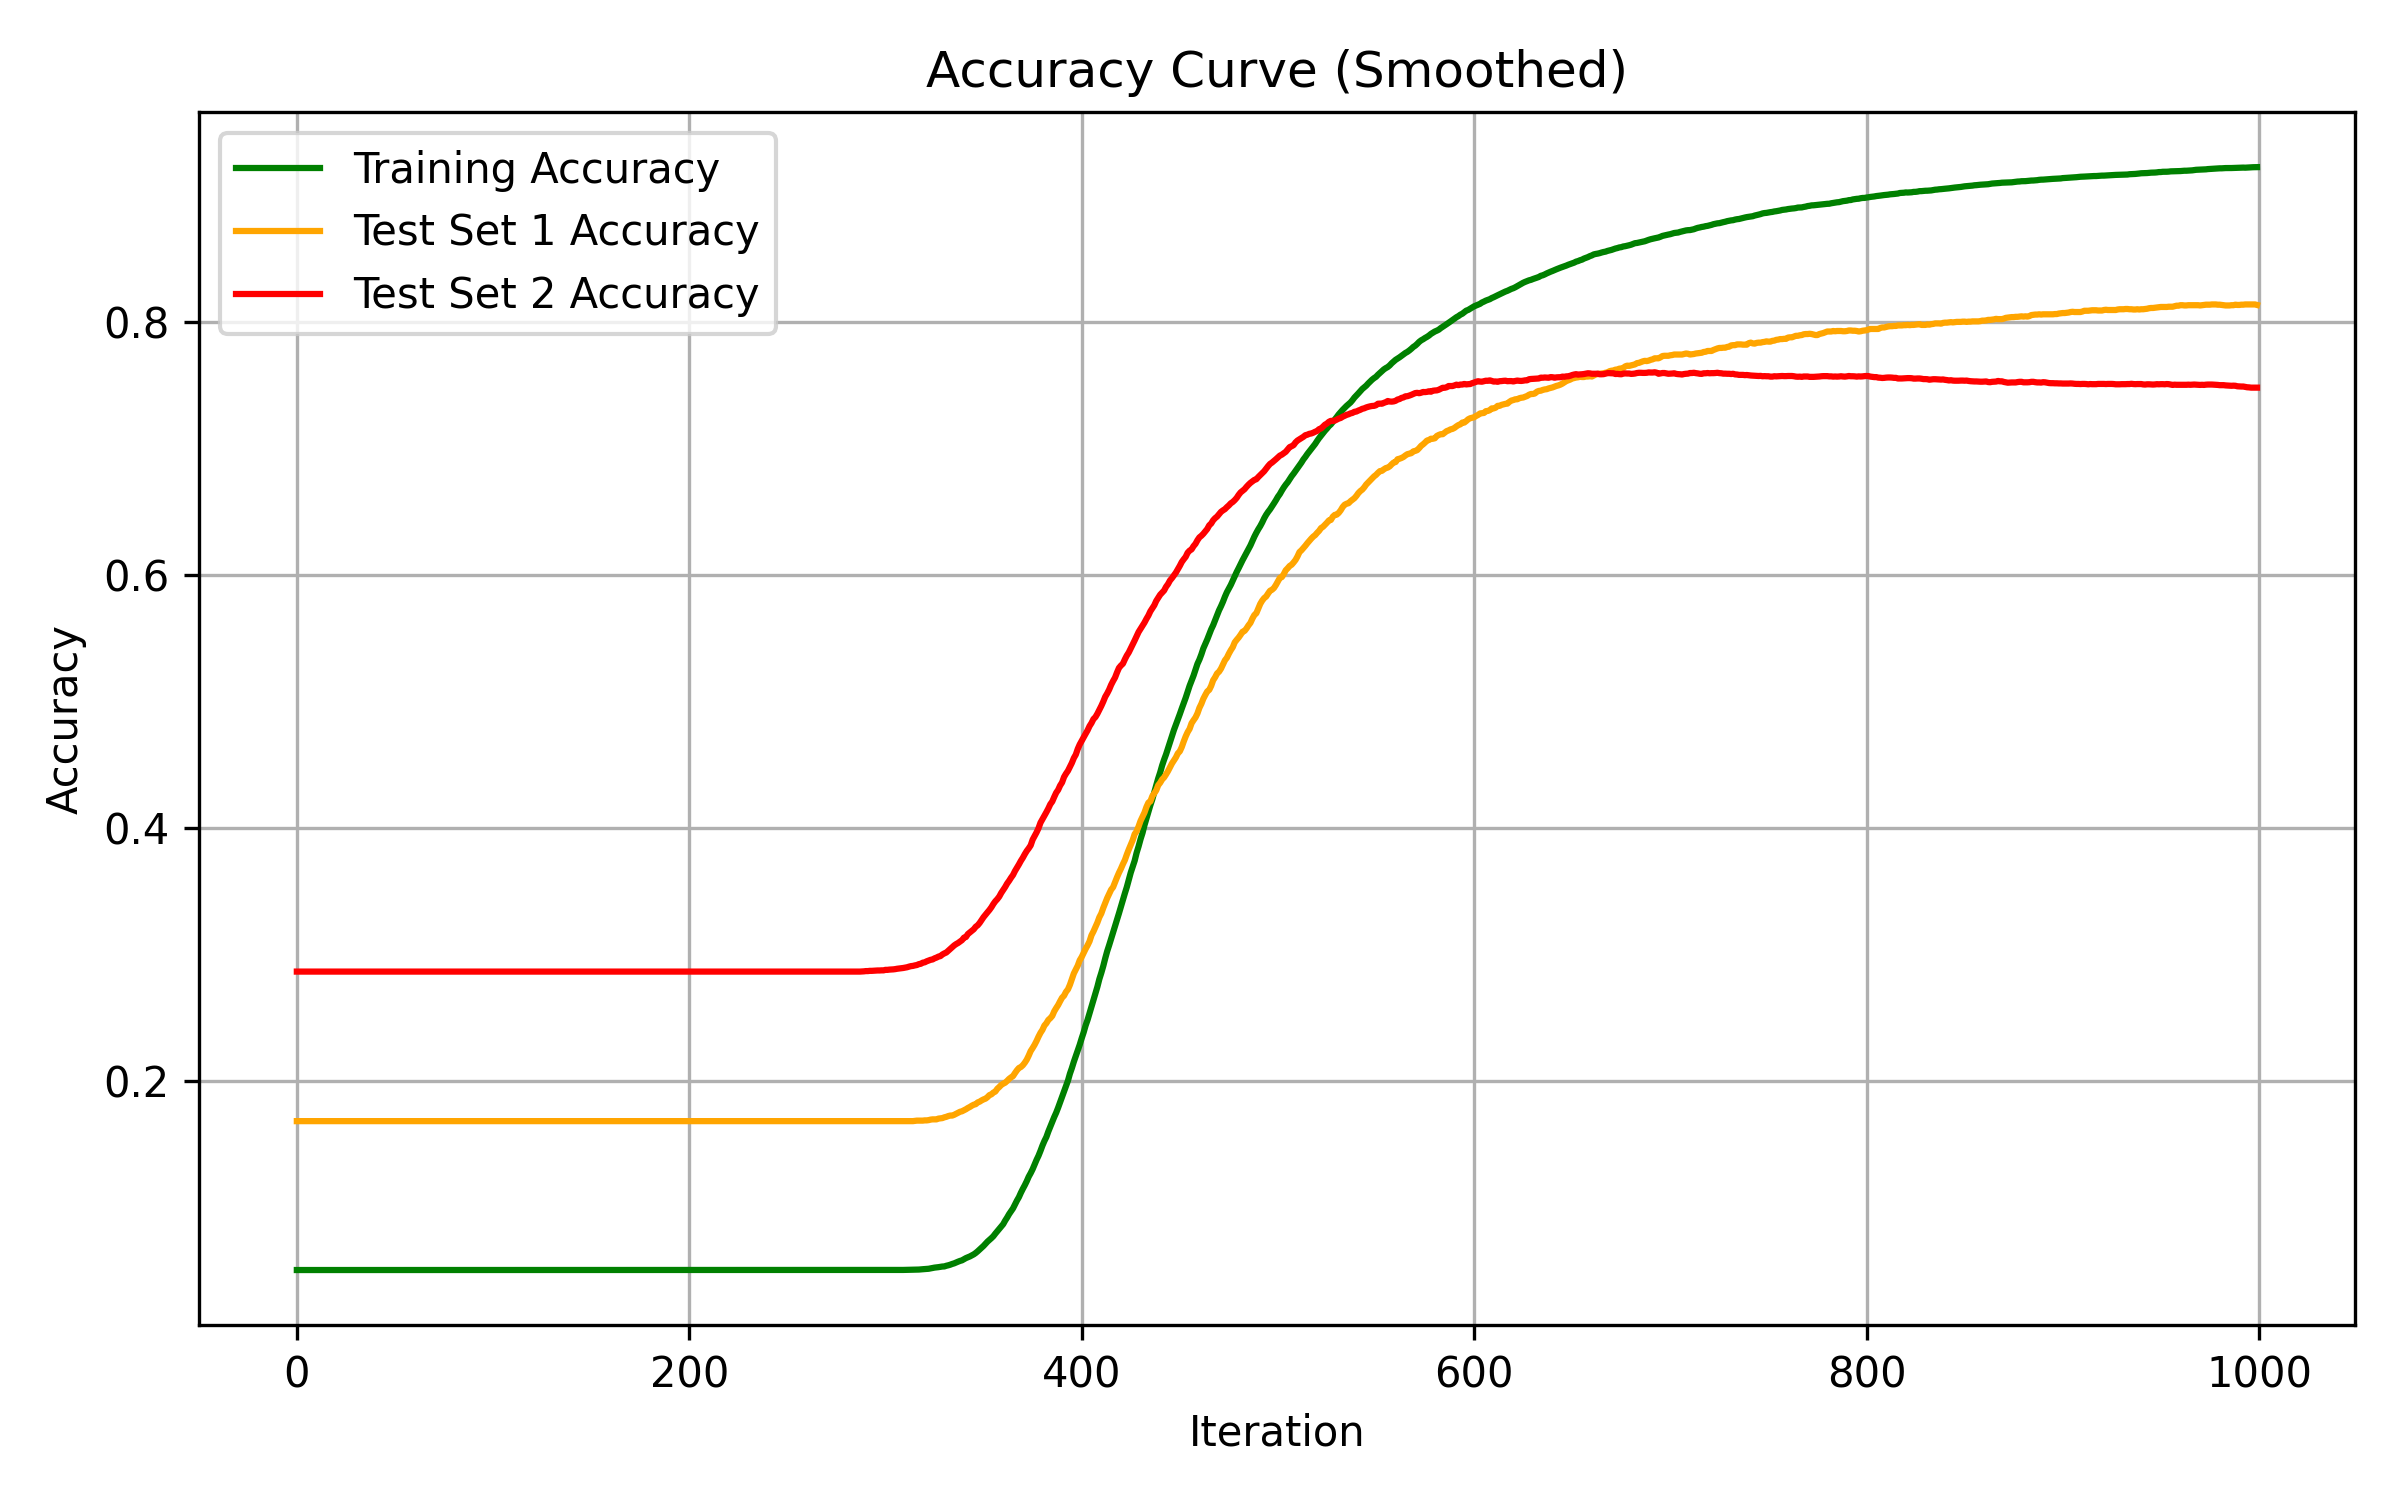 Accuracy Curve (Smoothed)
Training Accuracy
Test Set 1 Accuracy
Test Set 2 Accuracy
0.8
0.6
0.4
0.2
Accuracy
0 200 400 600 800 1000
Iteration